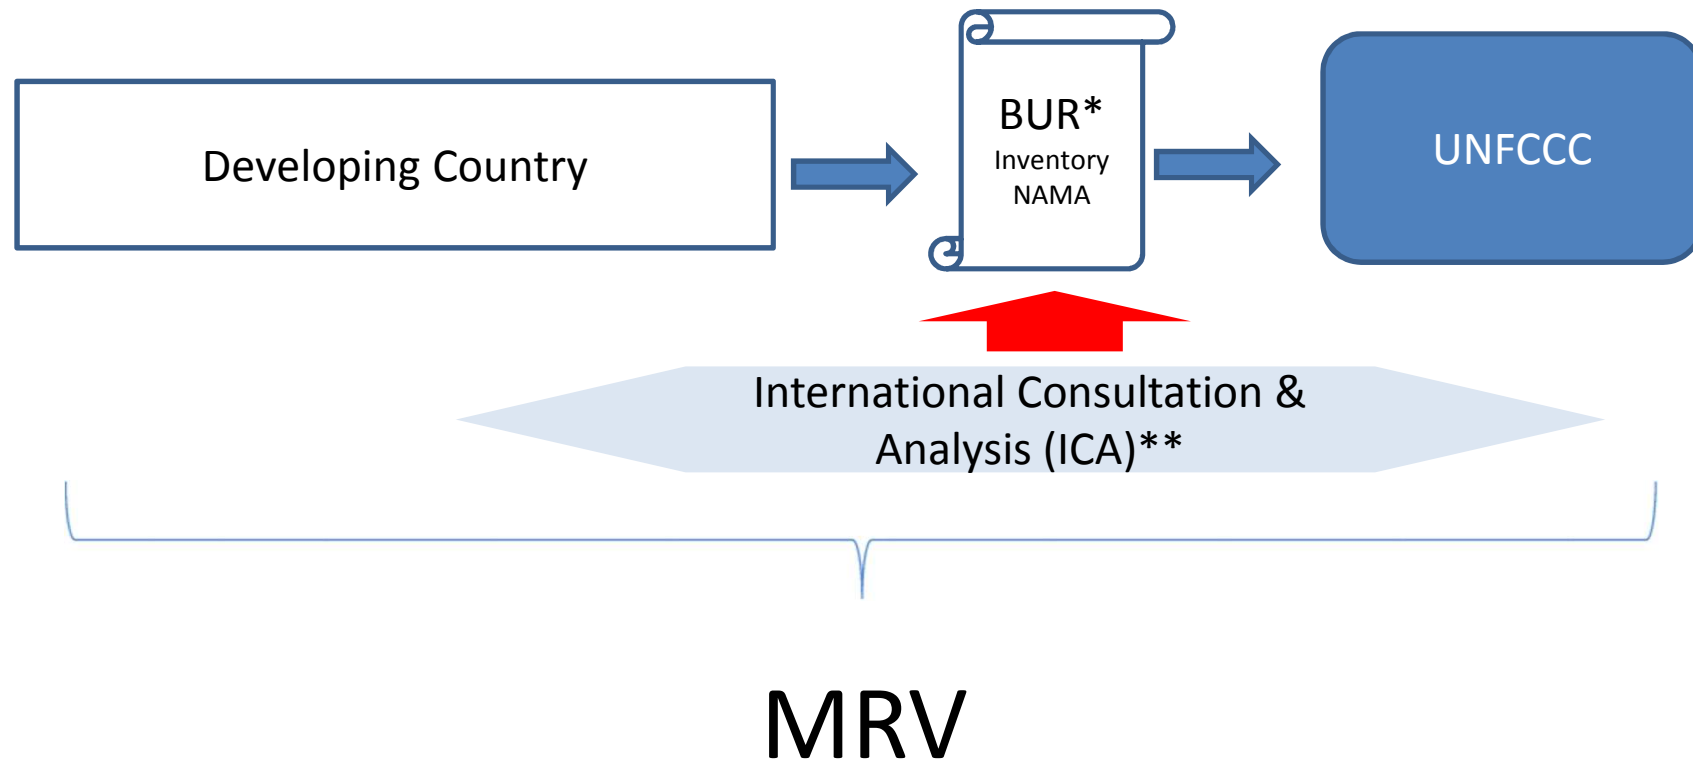 Developing Country
BUR*
Inventory
NAMA
UNFCCC
International Consultation &
Analysis (ICA)**
MRV